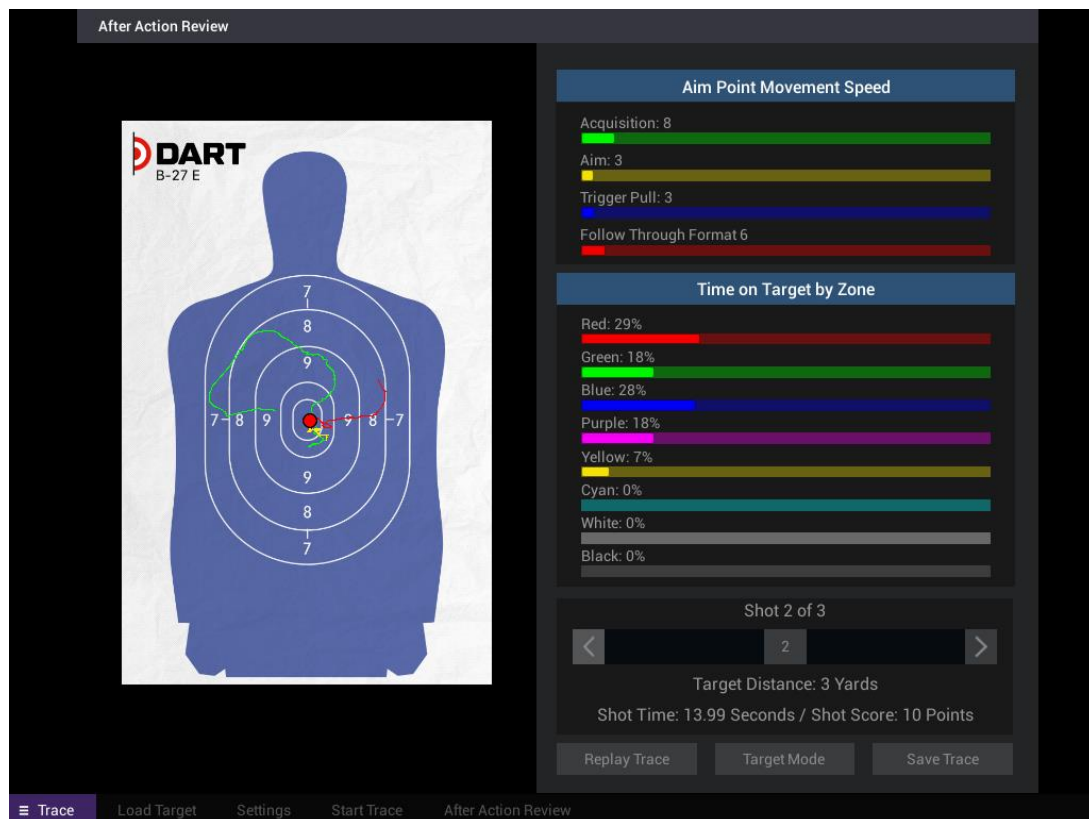 After Action Review
DART
B-27 E
7
8
9
7-8 9 9 8-7
9
8
7
Aim Point Movement Speed
Acquisition: 8
Aim: 3
Trigger Pull: 3
Follow Through Format 6
Time on Target by Zone
Red: 29%
Green: 18%
Blue: 28%
Purple: 18%
Yellow: 7%
Cyan: 0%
White: 0%
Black: 0%
Shot 2 of 3
2
Target Distance: 3 Yards
Shot Time: 13.99 Seconds / Shot Score: 10 Points
Replay Trace Target Mode Save Trace
Trace Load Target Settings Start Trace After Action Review